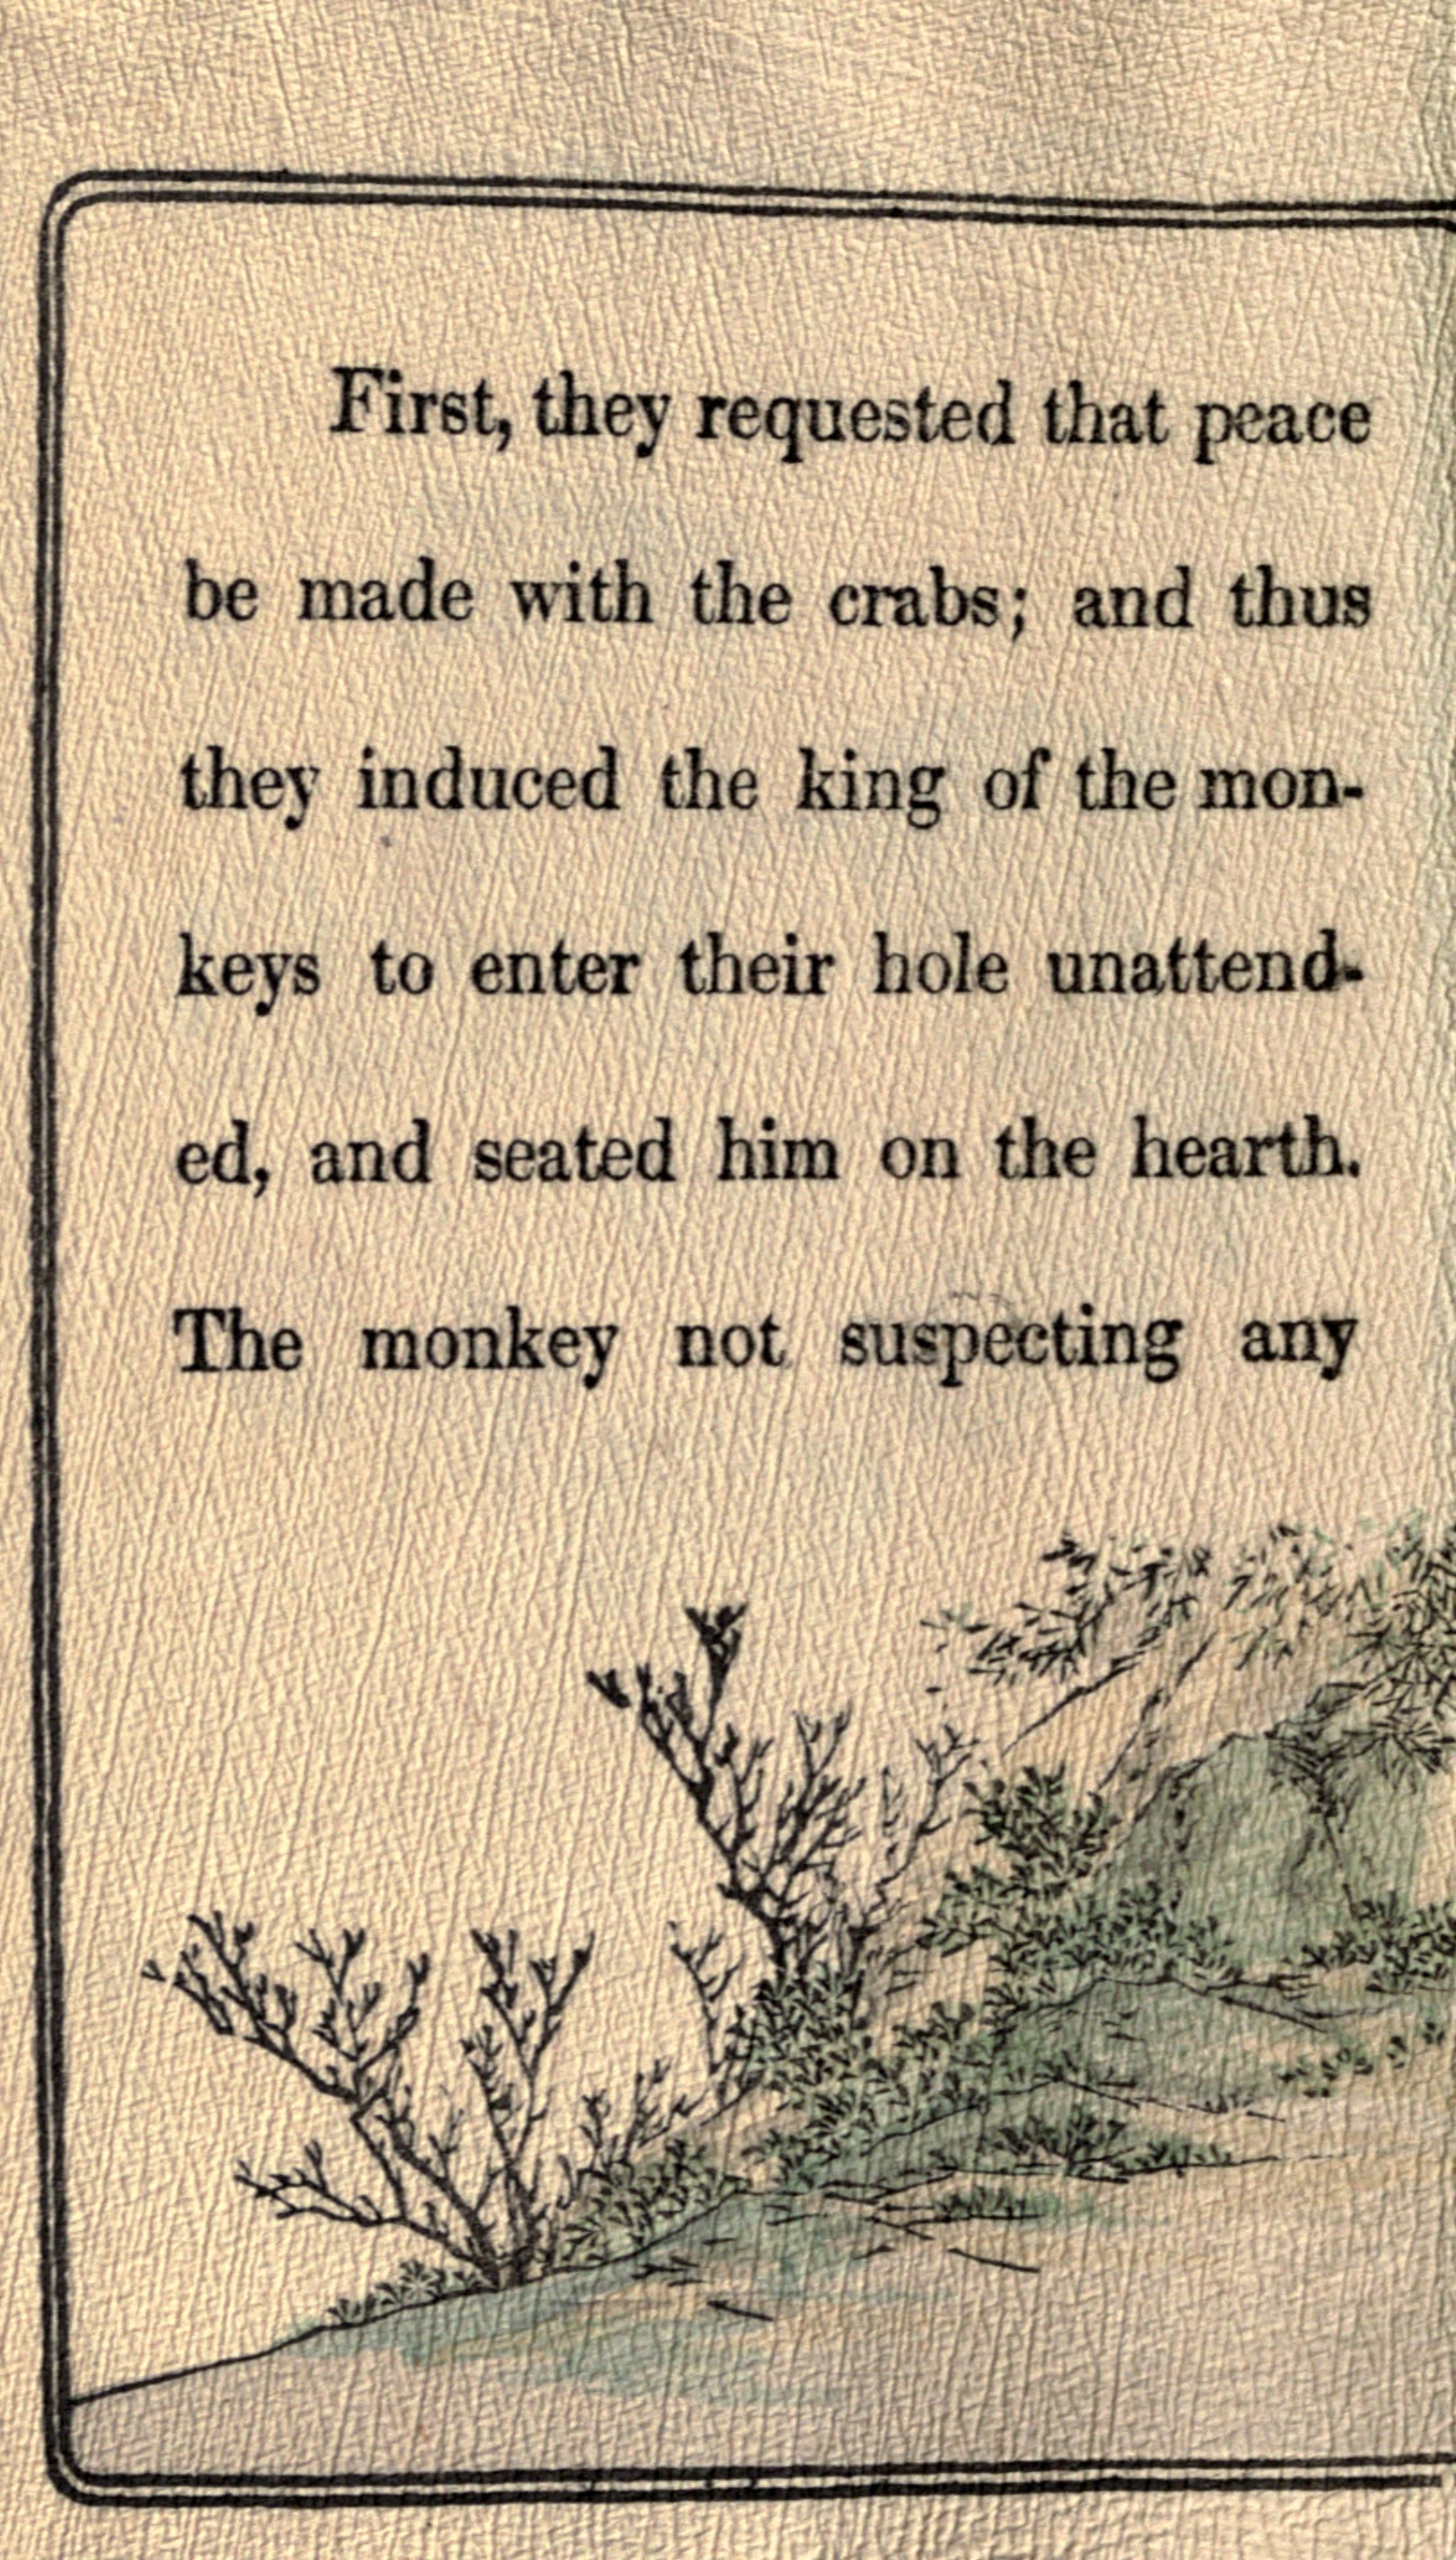 First, they requested that peace
be made with the crabs; and thus
they induced the king of the mon-
keys to enter their hole unattend-
ed, and seated him on the hearth.
The monkey not suspecting any